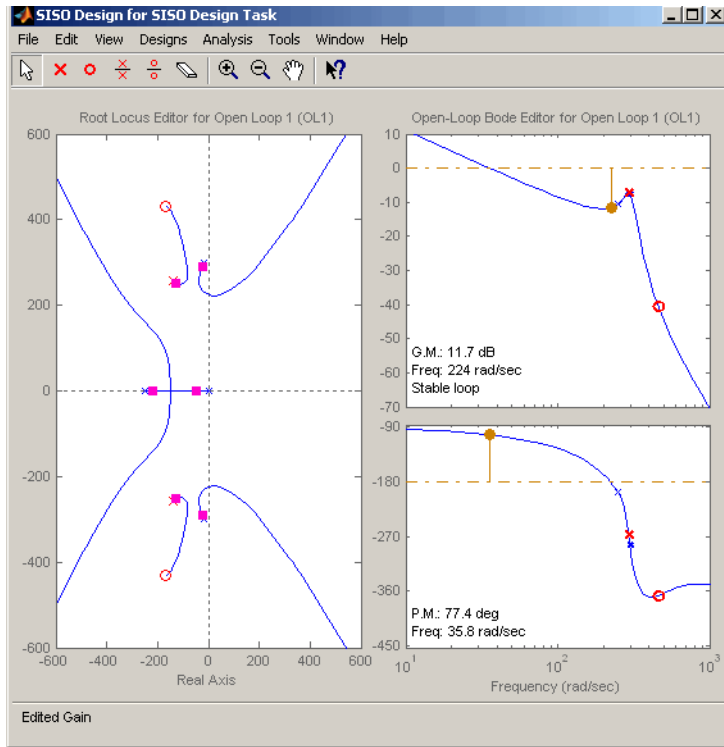 SISO Design for SISO Design Task
File Edit View Designs Analysis Tools Window Help
Root Locus Editor for Open Loop 1 (OL1)
600
400
200
0
-200
-400
-600
-600 -400 -200 0 200 400 600
Real Axis
Open-Loop Bode Editor for Open Loop 1 (OL1)
10
0
-10
-20
-30
-40
-50
-60
-70
G.M.: 11.7 dB
Freq: 224 rad/sec
Stable loop
-90
-180
-270
-360
-450
P.M.: 77.4 deg
Freq: 35.8 rad/sec
10^1 10^2 10^3
Frequency (rad/sec)
Edited Gain